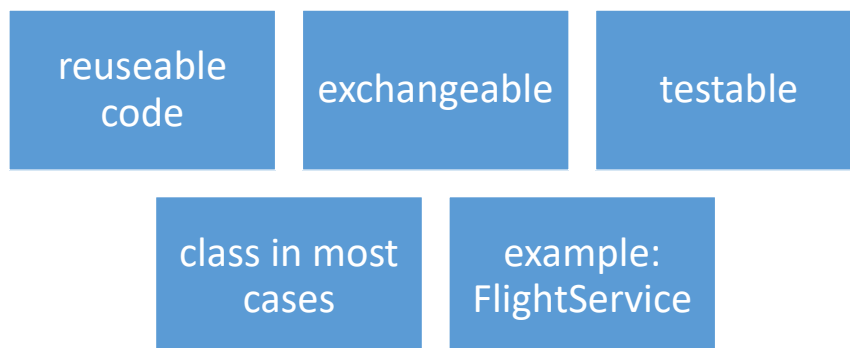 reuseable
code
exchangeable
testable
class in most
cases
example:
FlightService